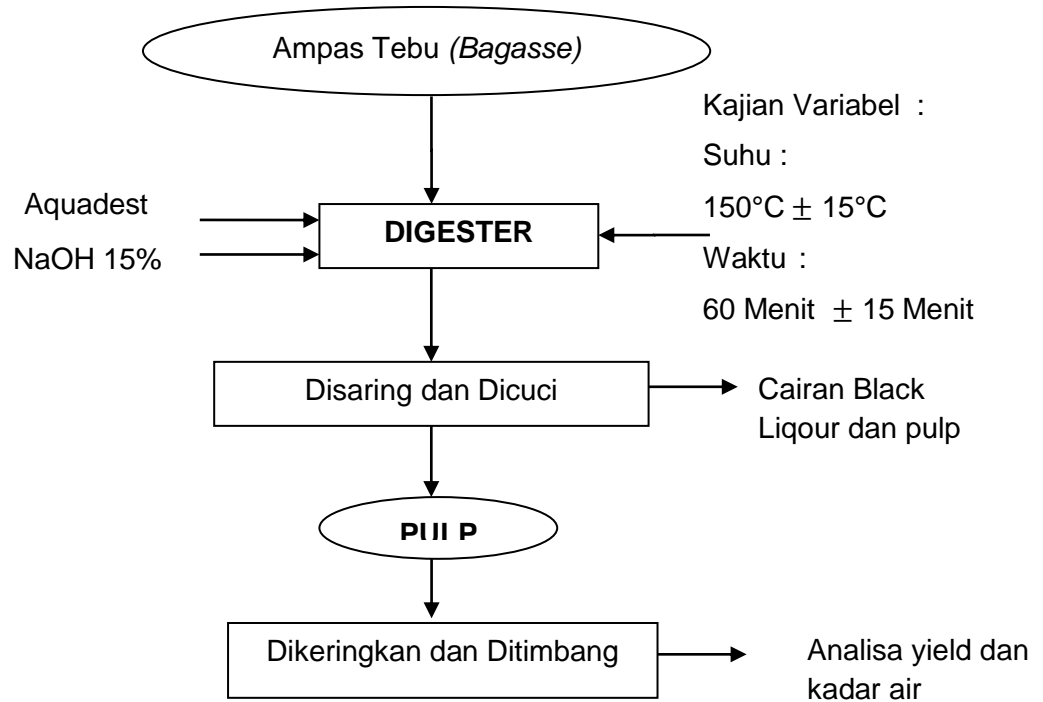 Ampas Tebu (Bagasse)
Kajian Variabel :
Suhu :
150°C ± 15°C
Waktu :
60 Menit ± 15 Menit
Aquadest
NaOH 15%
DIGESTER
Disaring dan Dicuci
Cairan Black
Liqour dan pulp
PULP
Dikeringkan dan Ditimbang
Analisa yield dan
kadar air